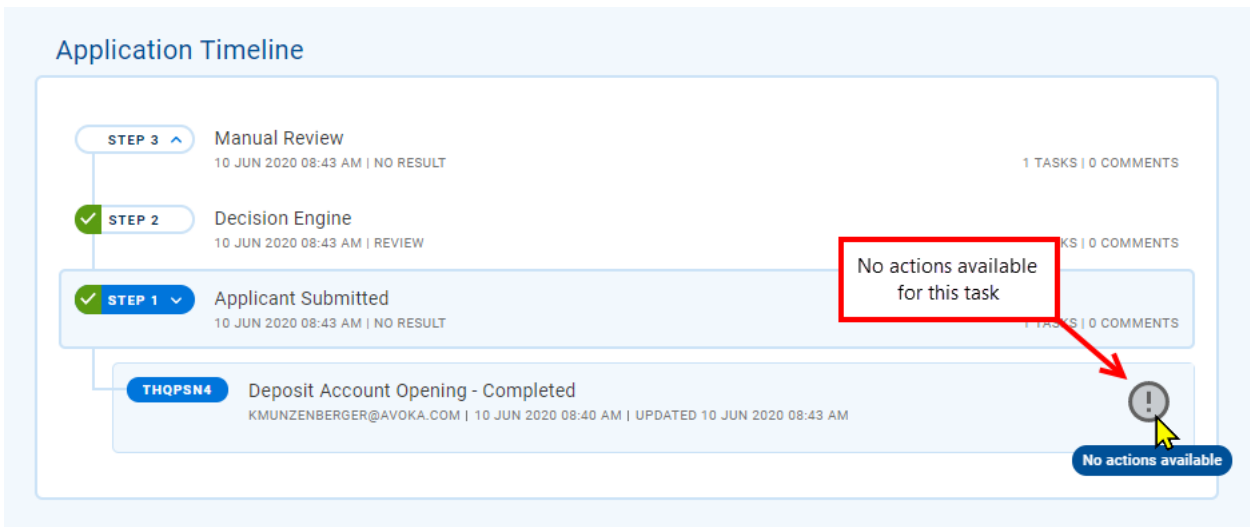 Application Timeline
STEP 3
Manual Review
10 JUN 2020 08:43 AM | NO RESULT
1 TASKS | 0 COMMENTS
STEP 2
Decision Engine
10 JUN 2020 08:43 AM | REVIEW
KS | 0 COMMENTS
No actions available
for this task
STEP 1
Applicant Submitted
10 JUN 2020 08:43 AM | NO RESULT
1 TASKS | 0 COMMENTS
THQPSN4
Deposit Account Opening - Completed
KMUNZENBERGER@AVOKA.COM | 10 JUN 2020 08:40 AM | UPDATED 10 JUN 2020 08:43 AM
No actions available